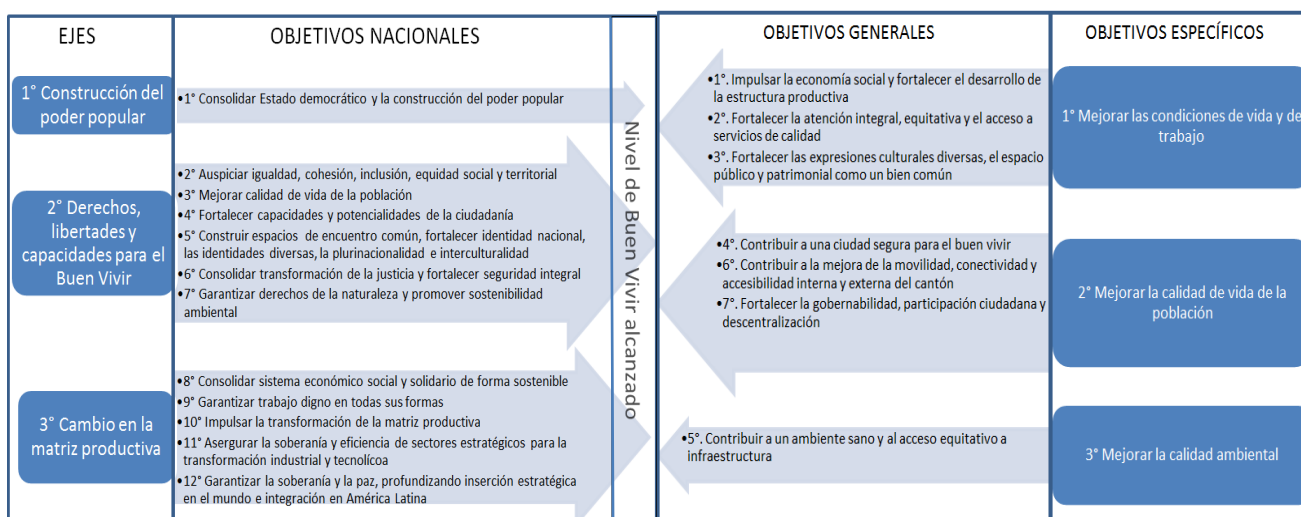 EJES
1° Construcción del
poder popular
2° Derechos,
libertades y
capacidades para el
Buen Vivir
3° Cambio en la
matriz productiva
OBJETIVOS NACIONALES
•1° Consolidar Estado democrático y la construcción del poder popular
•2° Auspiciar igualdad, cohesión, inclusión, equidad social y territorial
•3° Mejorar calidad de vida de la población
•4° Fortalecer capacidades y potencialidades de la ciudadanía
•5° Construir espacios de encuentro común, fortalecer identidad nacional,
las identidades diversas, la plurinacionalidad e interculturalidad
•6° Consolidar transformación de la justicia y fortalecer seguridad integral
•7° Garantizar derechos de la naturaleza y promover sostenibilidad
ambiental
•8° Consolidar sistema económico social y solidario de forma sostenible
•9° Garantizar trabajo digno en todas sus formas
•10° Impulsar la transformación de la matriz productiva
•11° Asergurar la soberanía y eficiencia de sectores estratégicos para la
transformación industrial y tecnolícoa
•12° Garantizar la soberanía y la paz, profundizando inserción estratégica
en el mundo e integración en América Latina
Nivel de Buen Vivir alcanzado
OBJETIVOS GENERALES
•1°. Impulsar la economía social y fortalecer el desarrollo de
la estructura productiva
•2°. Fortalecer la atención integral, equitativa y el acceso a
servicios de calidad
•3°. Fortalecer las expresiones culturales diversas, el espacio
público y patrimonial como un bien común
•4°. Contribuir a una ciudad segura para el buen vivir
•6°. Contribuir a la mejora de la movilidad, conectividad y
accesibilidad interna y externa del cantón
•7°. Fortalecer la gobernabilidad, participación ciudadana y
descentralización
•5°. Contribuir a un ambiente sano y al acceso equitativo a
infraestructura
OBJETIVOS ESPECÍFICOS
1° Mejorar las condiciones de vida y de
trabajo
2° Mejorar la calidad de vida de la
población
3° Mejorar la calidad ambiental